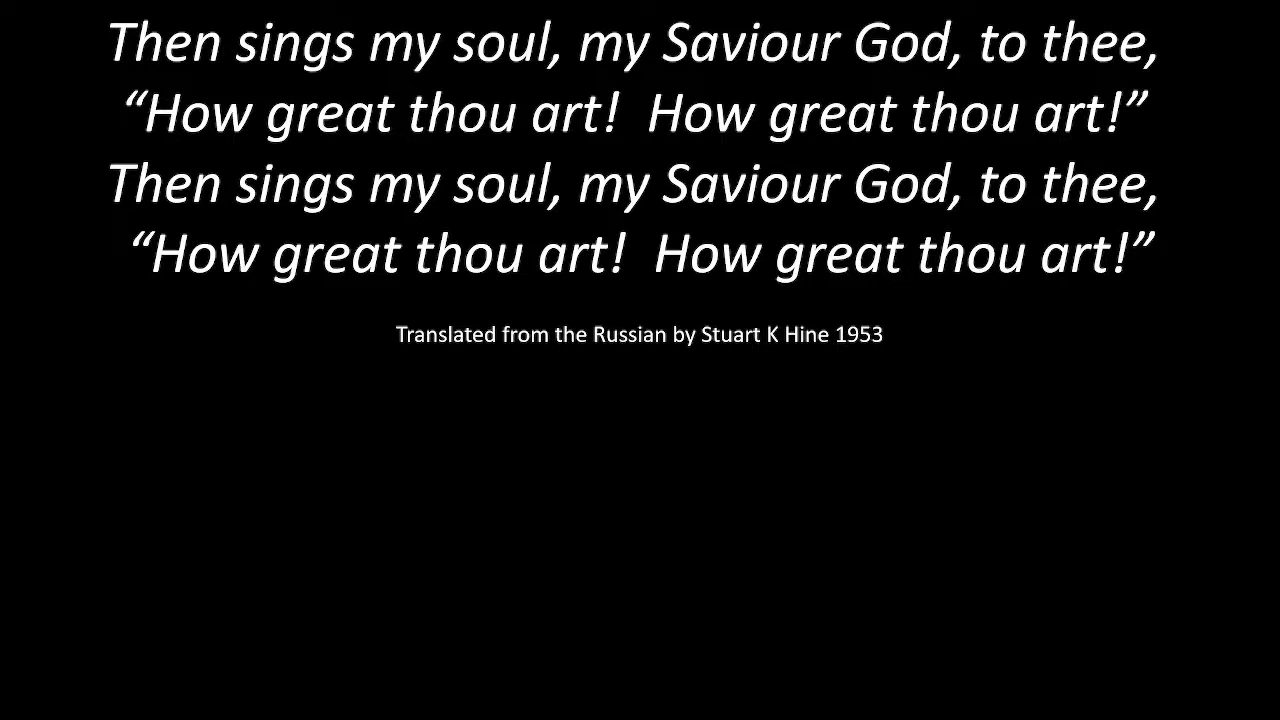 Then sings my soul, my Saviour God, to thee,
“How great thou art!  How great thou art!”
Then sings my soul, my Saviour God, to thee,
“How great thou art!  How great thou art!”
Translated from the Russian by Stuart K Hine 1953